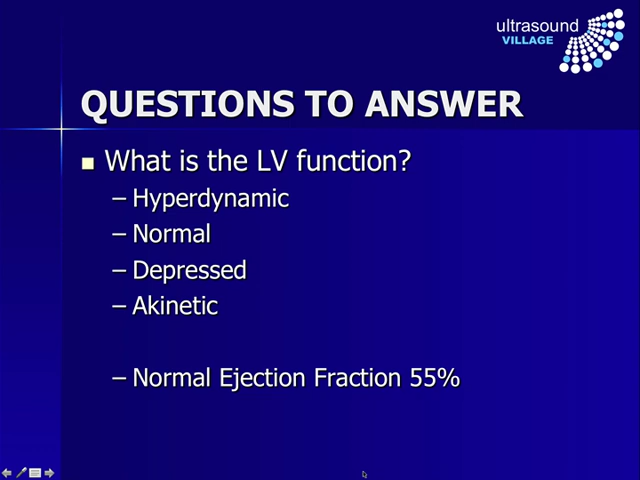 ultrasound
VILLAGE
QUESTIONS TO ANSWER
What is the LV function?
– Hyperdynamic
– Normal
– Depressed
– Akinetic
– Normal Ejection Fraction 55%